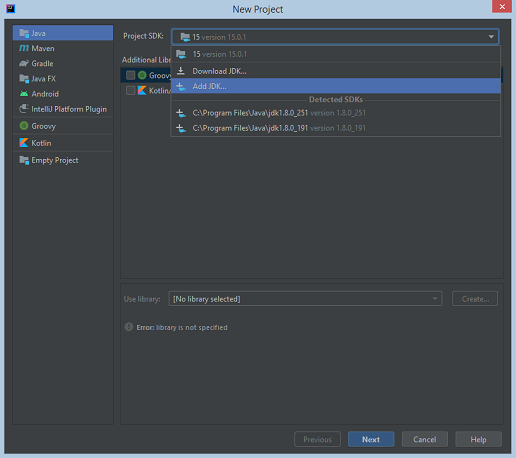 New Project
Java
Maven
Gradle
Java FX
Android
IntelliJ Platform Plugin
Groovy
Kotlin
Empty Project
Project SDK: 15 version 15.0.1
15 version 15.0.1
Download JDK...
Add JDK...
Detected SDKs
C:\Program Files\Java\jdk1.8.0_251 version 1.8.0_251
C:\Program Files\Java\jdk1.8.0_191 version 1.8.0_191
Additional Libr
Groovy
Kotlin/
Use library: [No library selected] Create...
Error: library is not specified
Previous Next Cancel Help